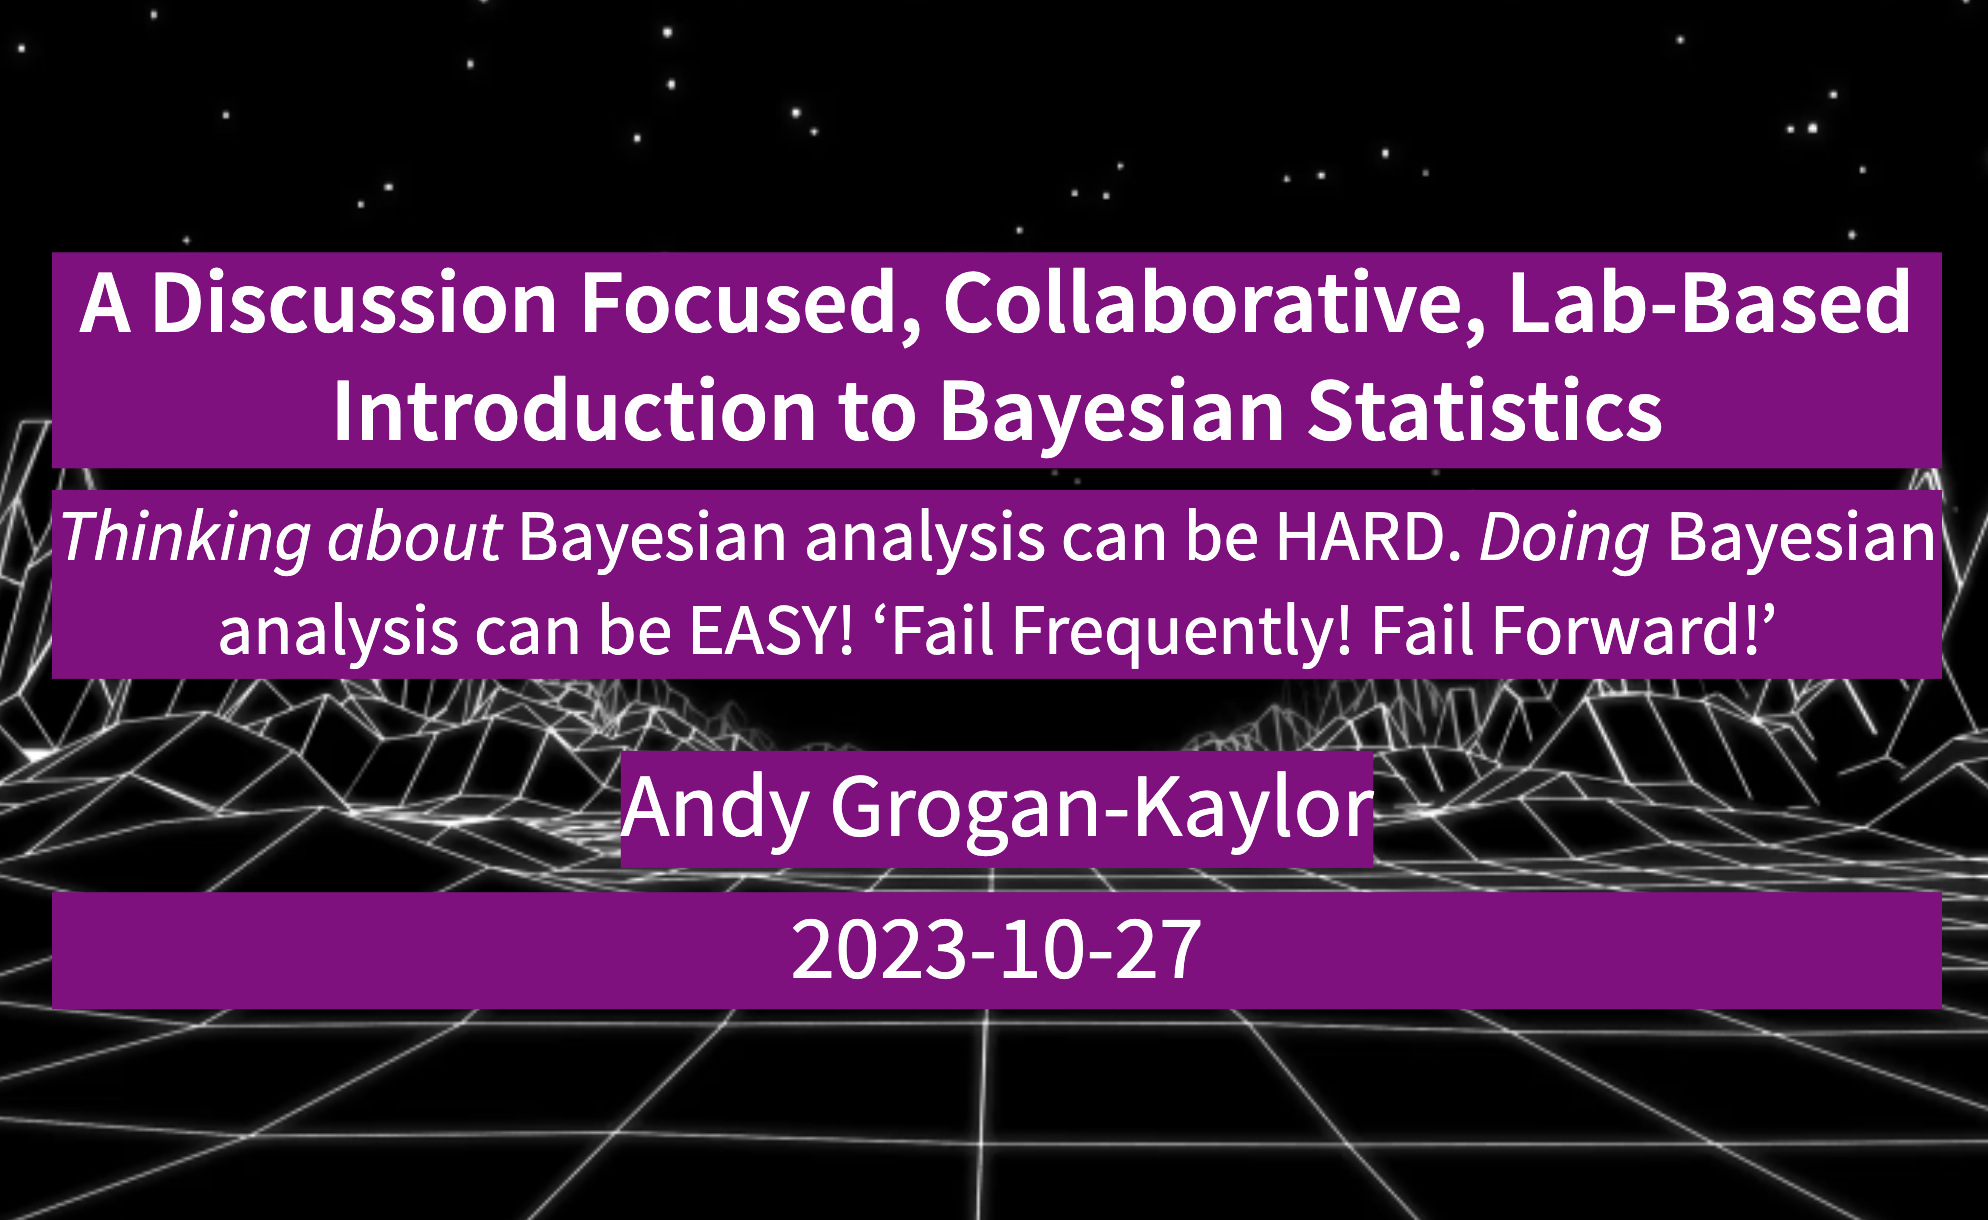 A Discussion Focused, Collaborative, Lab-Based
Introduction to Bayesian Statistics
Thinking about Bayesian analysis can be HARD. Doing Bayesian
analysis can be EASY! ‘Fail Frequently! Fail Forward!’
Andy Grogan-Kaylor
2023-10-27